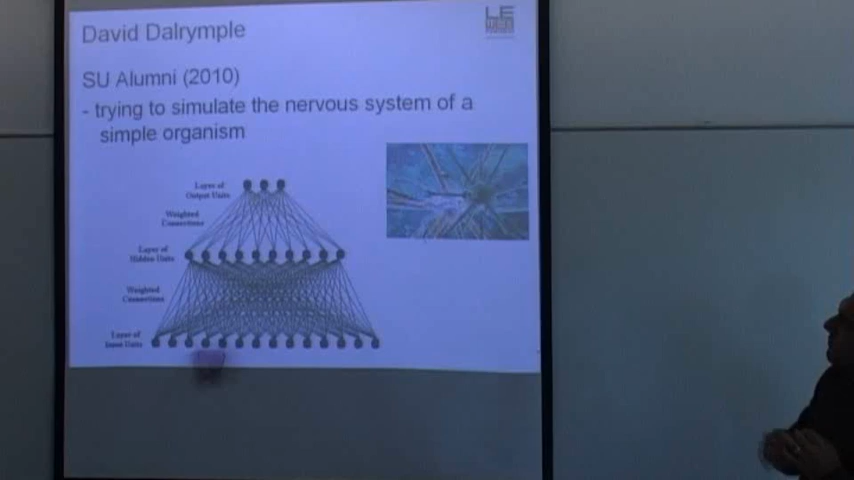 David Dalrymple
LE
SU Alumni (2010)
- trying to simulate the nervous system of a
simple organism
Layer of
Output Units
Weighted
Connections
Layer of
Hidden Units
Weighted
Connections
Layer of
Input Units